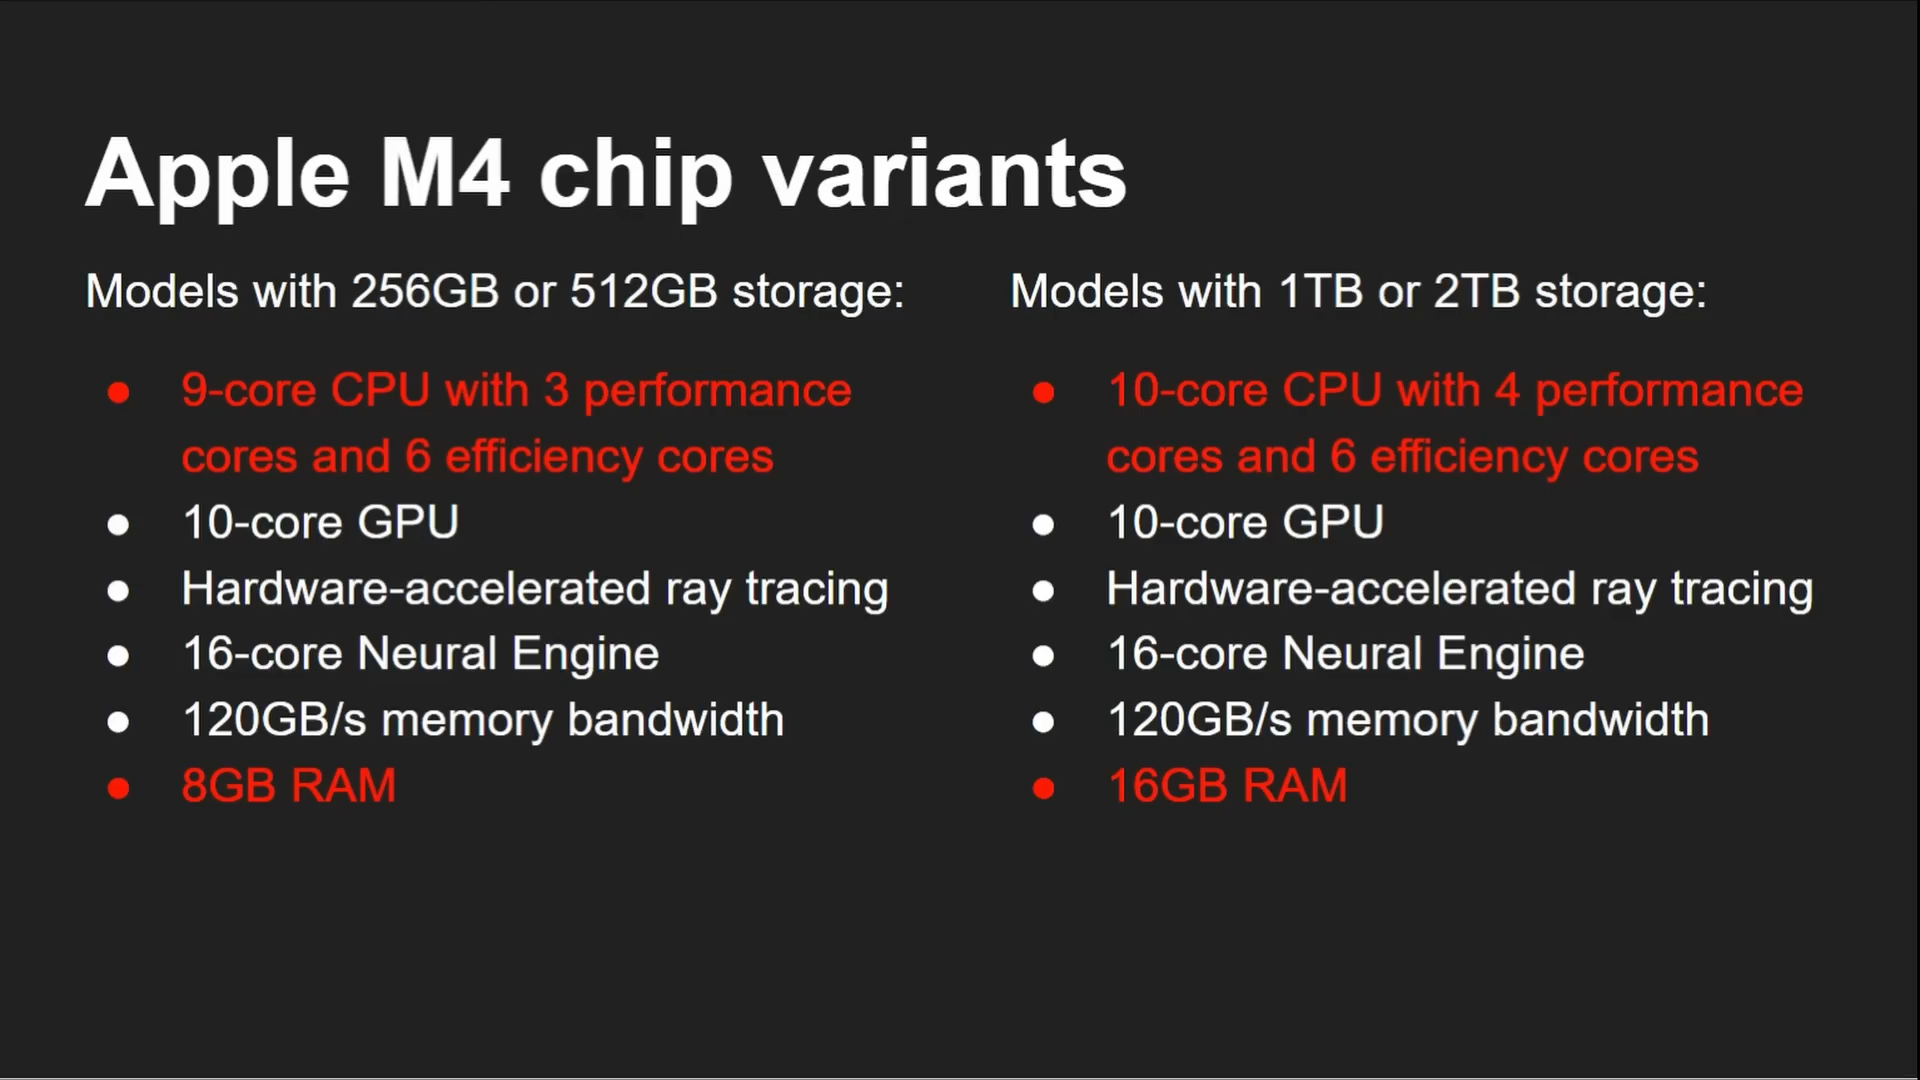 Apple M4 chip variants
Models with 256GB or 512GB storage:
● 9-core CPU with 3 performance
cores and 6 efficiency cores
● 10-core GPU
● Hardware-accelerated ray tracing
● 16-core Neural Engine
● 120GB/s memory bandwidth
● 8GB RAM
Models with 1TB or 2TB storage:
● 10-core CPU with 4 performance
cores and 6 efficiency cores
● 10-core GPU
● Hardware-accelerated ray tracing
● 16-core Neural Engine
● 120GB/s memory bandwidth
● 16GB RAM